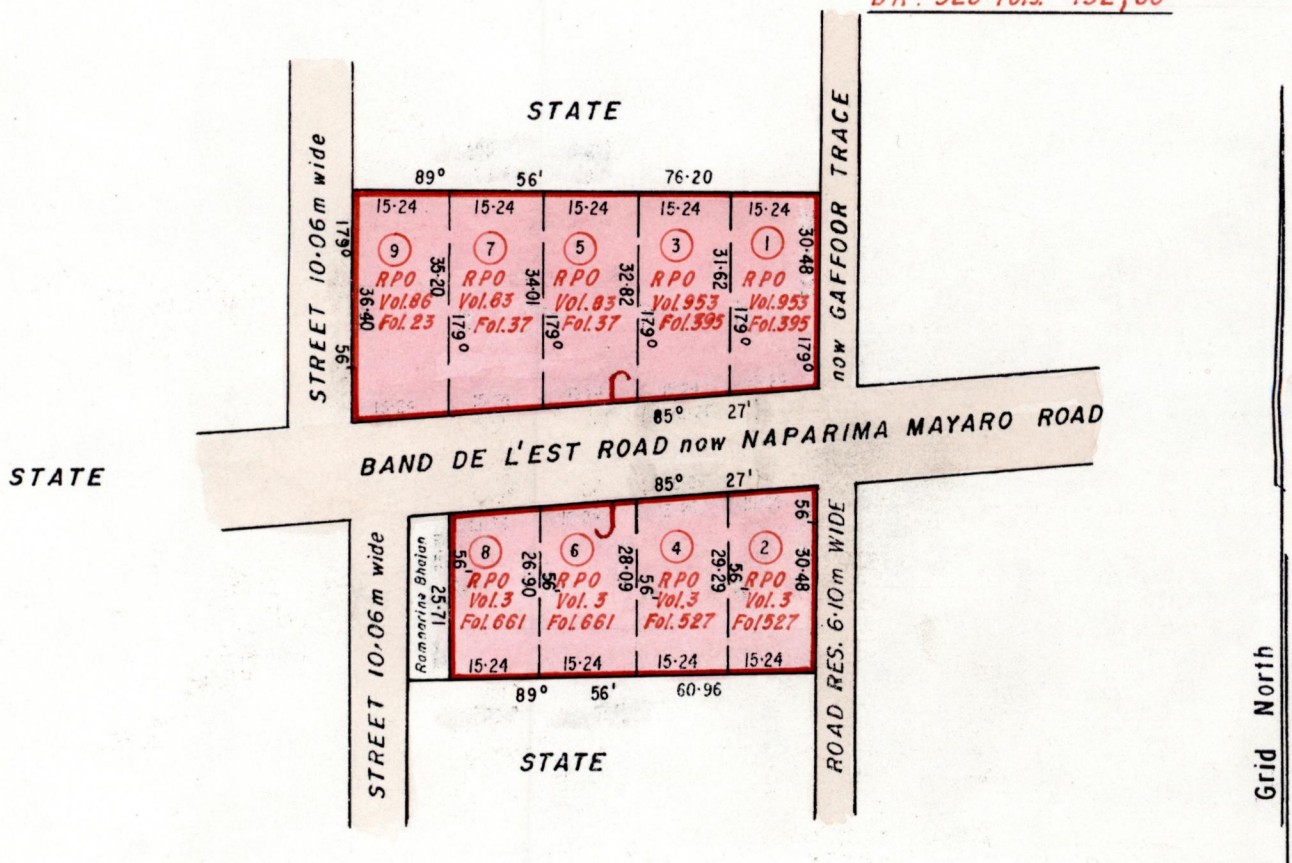 STATE
STREET 10·06m wide
now GAFFOOR TRACE
89° 56' 76·20
15·24 15·24 15·24 15·24 15·24
179° 36·40 56'
9
RPO
Vol.86
Fol.23
35·20
179°
7
RPO
Vol.83
Fol.37
34·01
179°
5
RPO
Vol.83
Fol.37
32·82
179°
3
RPO
Vol.953
Fol.395
31·62
179°
1
RPO
Vol.953
Fol.395
30·48
179°
85° 27'
BAND DE L'EST ROAD now NAPARIMA MAYARO ROAD
STATE
85° 27'
STREET 10·06m wide
Ramnarine Bhaian
25·71
56'
8
RPO
Vol.3
Fol.661
26·90
56'
6
RPO
Vol.3
Fol.661
28·09
56'
4
RPO
Vol.3
Fol.527
29·29
56'
2
RPO
Vol.3
Fol527
56'
30·48
15·24 15·24 15·24 15·24
89° 56' 60·96
ROAD RES. 6·10m WIDE
STATE
Grid North